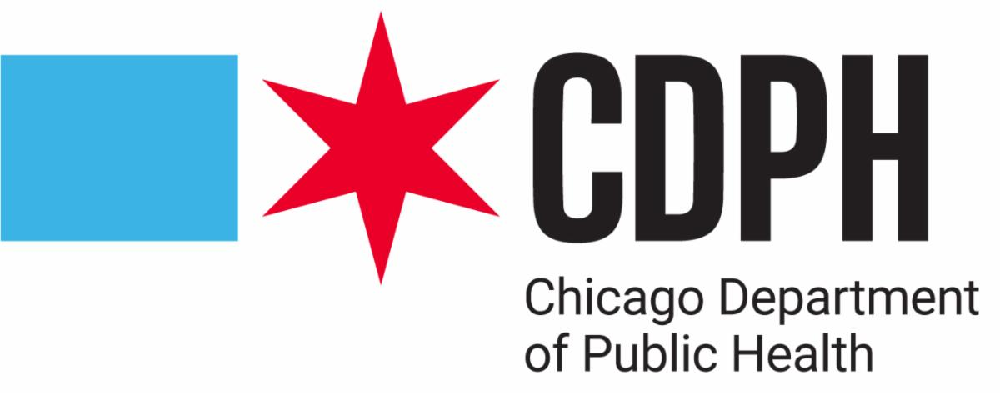 CDPH
Chicago Department
of Public Health